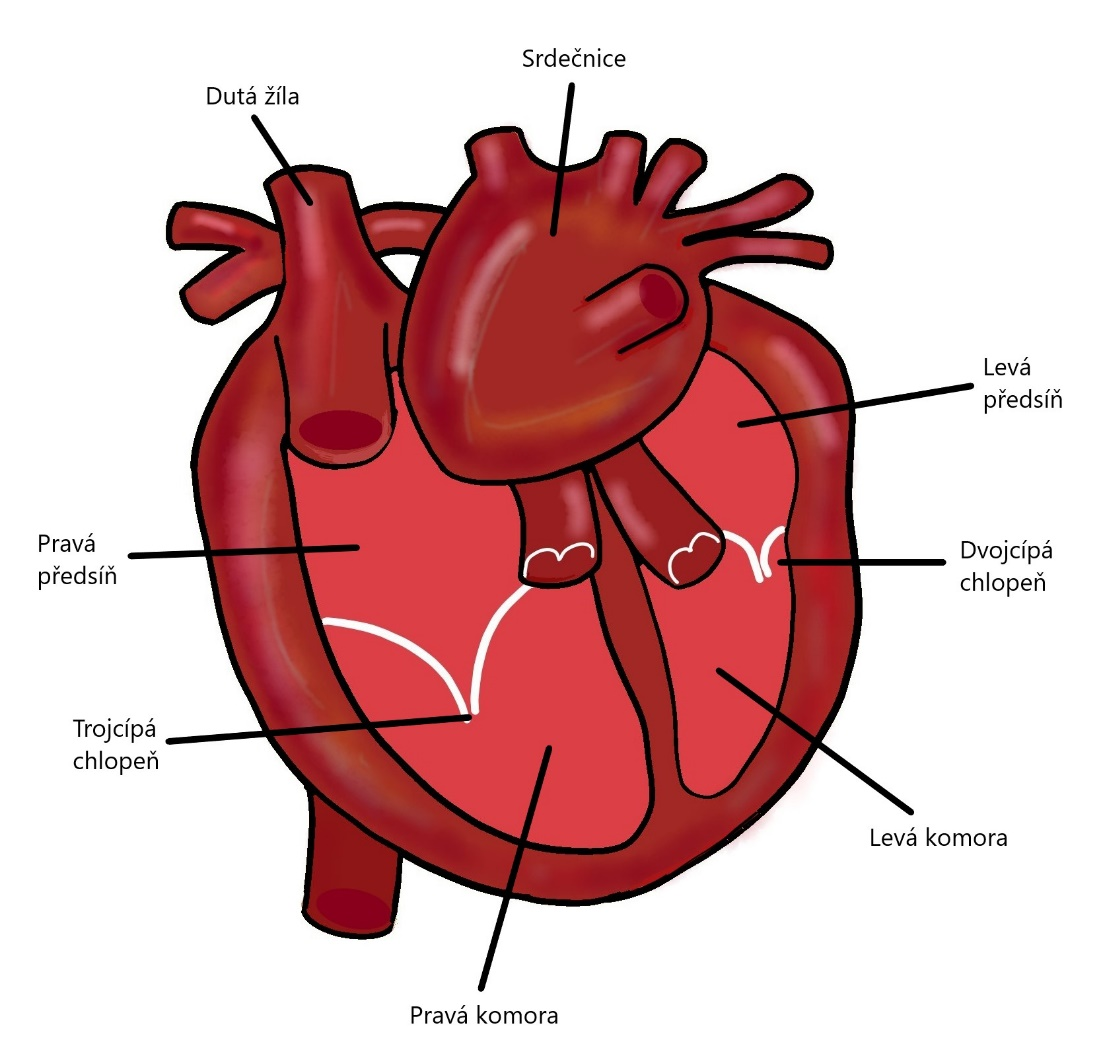 Srdečnice
Dutá žíla
Levá
předsíň
Pravá
předsíň
Dvojcípá
chlopeň
Trojcípá
chlopeň
Levá komora
Pravá komora